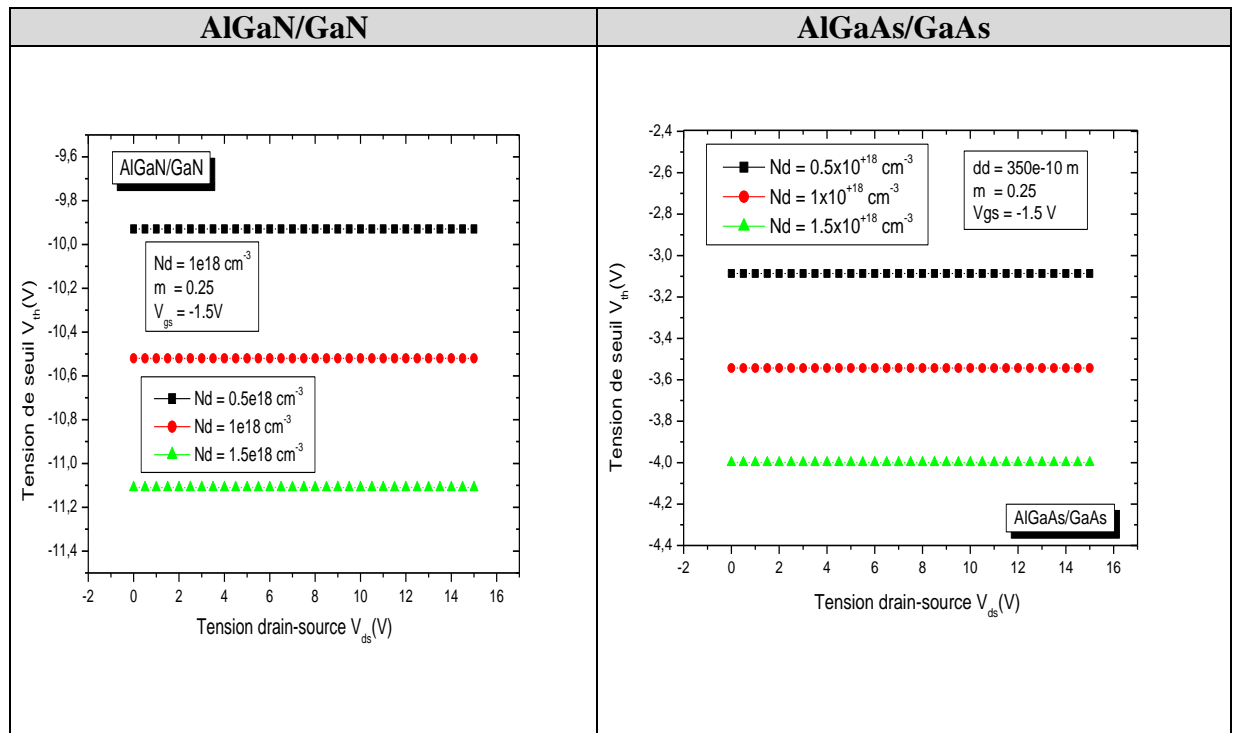 AlGaN/GaN
AlGaAs/GaAs
-9,6
-9,8
-10,0
-10,2
-10,4
-10,6
-10,8
-11,0
-11,2
-11,4
Tension de seuil V_th(V)
AlGaN/GaN
Nd = 1e18 cm⁻³
m = 0.25
V_gs = -1.5V
Nd = 0.5e18 cm⁻³
Nd = 1e18 cm⁻³
Nd = 1.5e18 cm⁻³
-2 0 2 4 6 8 10 12 14 16
Tension drain-source V_ds(V)
-2,4
-2,6
-2,8
-3,0
-3,2
-3,4
-3,6
-3,8
-4,0
-4,2
-4,4
Tension de seuil V_th(V)
Nd = 0.5x10⁺¹⁸ cm⁻³
Nd = 1x10⁺¹⁸ cm⁻³
Nd = 1.5x10⁺¹⁸ cm⁻³
dd = 350e-10 m
m = 0.25
Vgs = -1.5 V
AlGaAs/GaAs
-2 0 2 4 6 8 10 12 14 16
Tension drain-source V_ds(V)